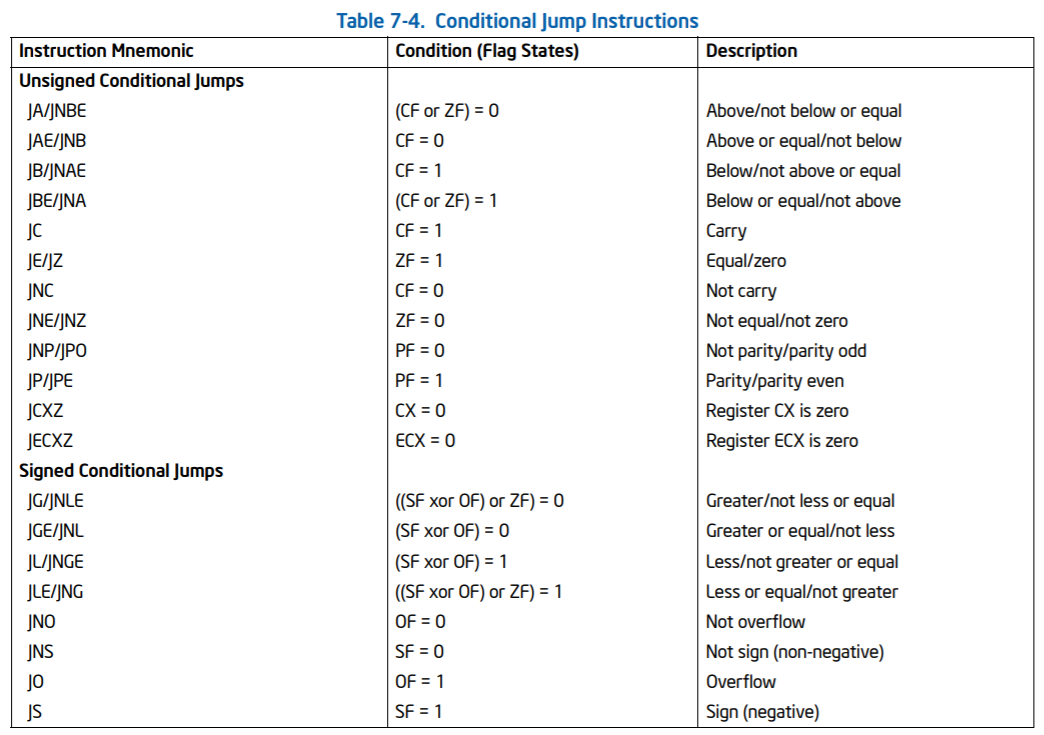 Table 7-4. Conditional Jump Instructions
Instruction Mnemonic Condition (Flag States) Description
Unsigned Conditional Jumps
JA/JNBE (CF or ZF) = 0 Above/not below or equal
JAE/JNB CF = 0 Above or equal/not below
JB/JNAE CF = 1 Below/not above or equal
JBE/JNA (CF or ZF) = 1 Below or equal/not above
JC CF = 1 Carry
JE/JZ ZF = 1 Equal/zero
JNC CF = 0 Not carry
JNE/JNZ ZF = 0 Not equal/not zero
JNP/JPO PF = 0 Not parity/parity odd
JP/JPE PF = 1 Parity/parity even
JCXZ CX = 0 Register CX is zero
JECXZ ECX = 0 Register ECX is zero
Signed Conditional Jumps
JG/JNLE ((SF xor OF) or ZF) = 0 Greater/not less or equal
JGE/JNL (SF xor OF) = 0 Greater or equal/not less
JL/JNGE (SF xor OF) = 1 Less/not greater or equal
JLE/JNG ((SF xor OF) or ZF) = 1 Less or equal/not greater
JNO OF = 0 Not overflow
JNS SF = 0 Not sign (non-negative)
JO OF = 1 Overflow
JS SF = 1 Sign (negative)